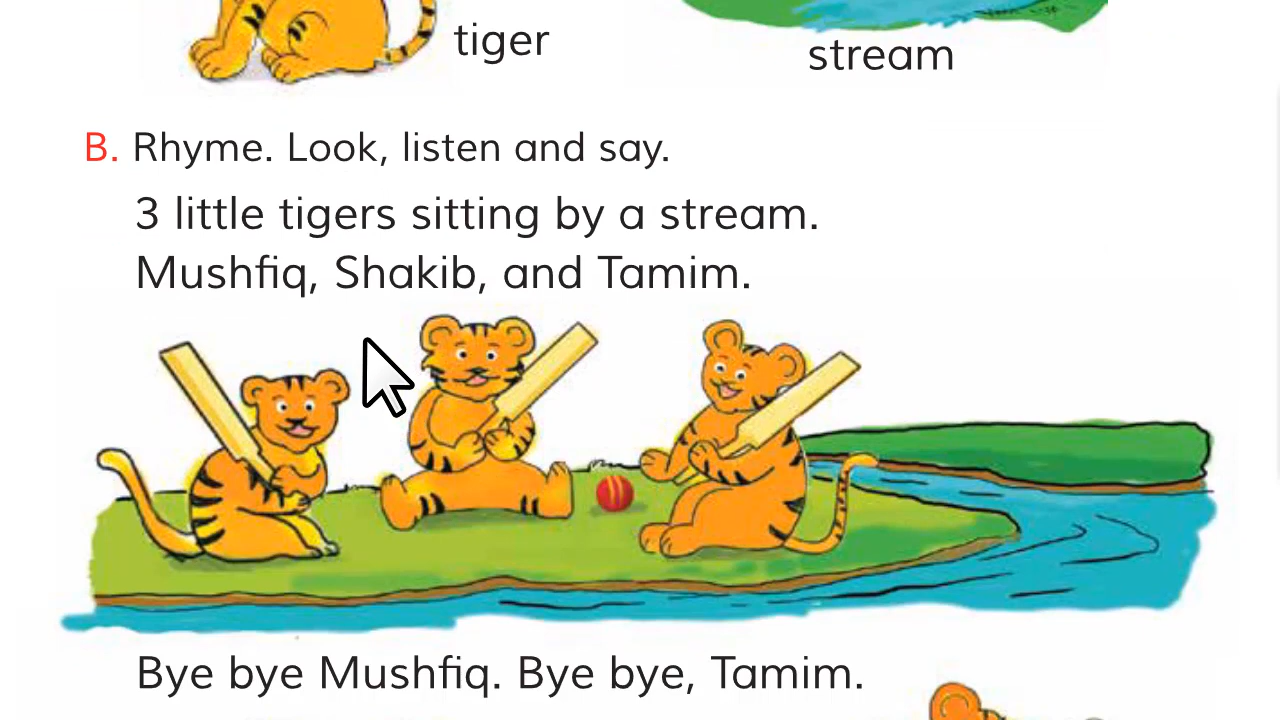 tiger
stream
B. Rhyme. Look, listen and say.
3 little tigers sitting by a stream.
Mushfiq, Shakib, and Tamim.
Bye bye Mushfiq. Bye bye, Tamim.